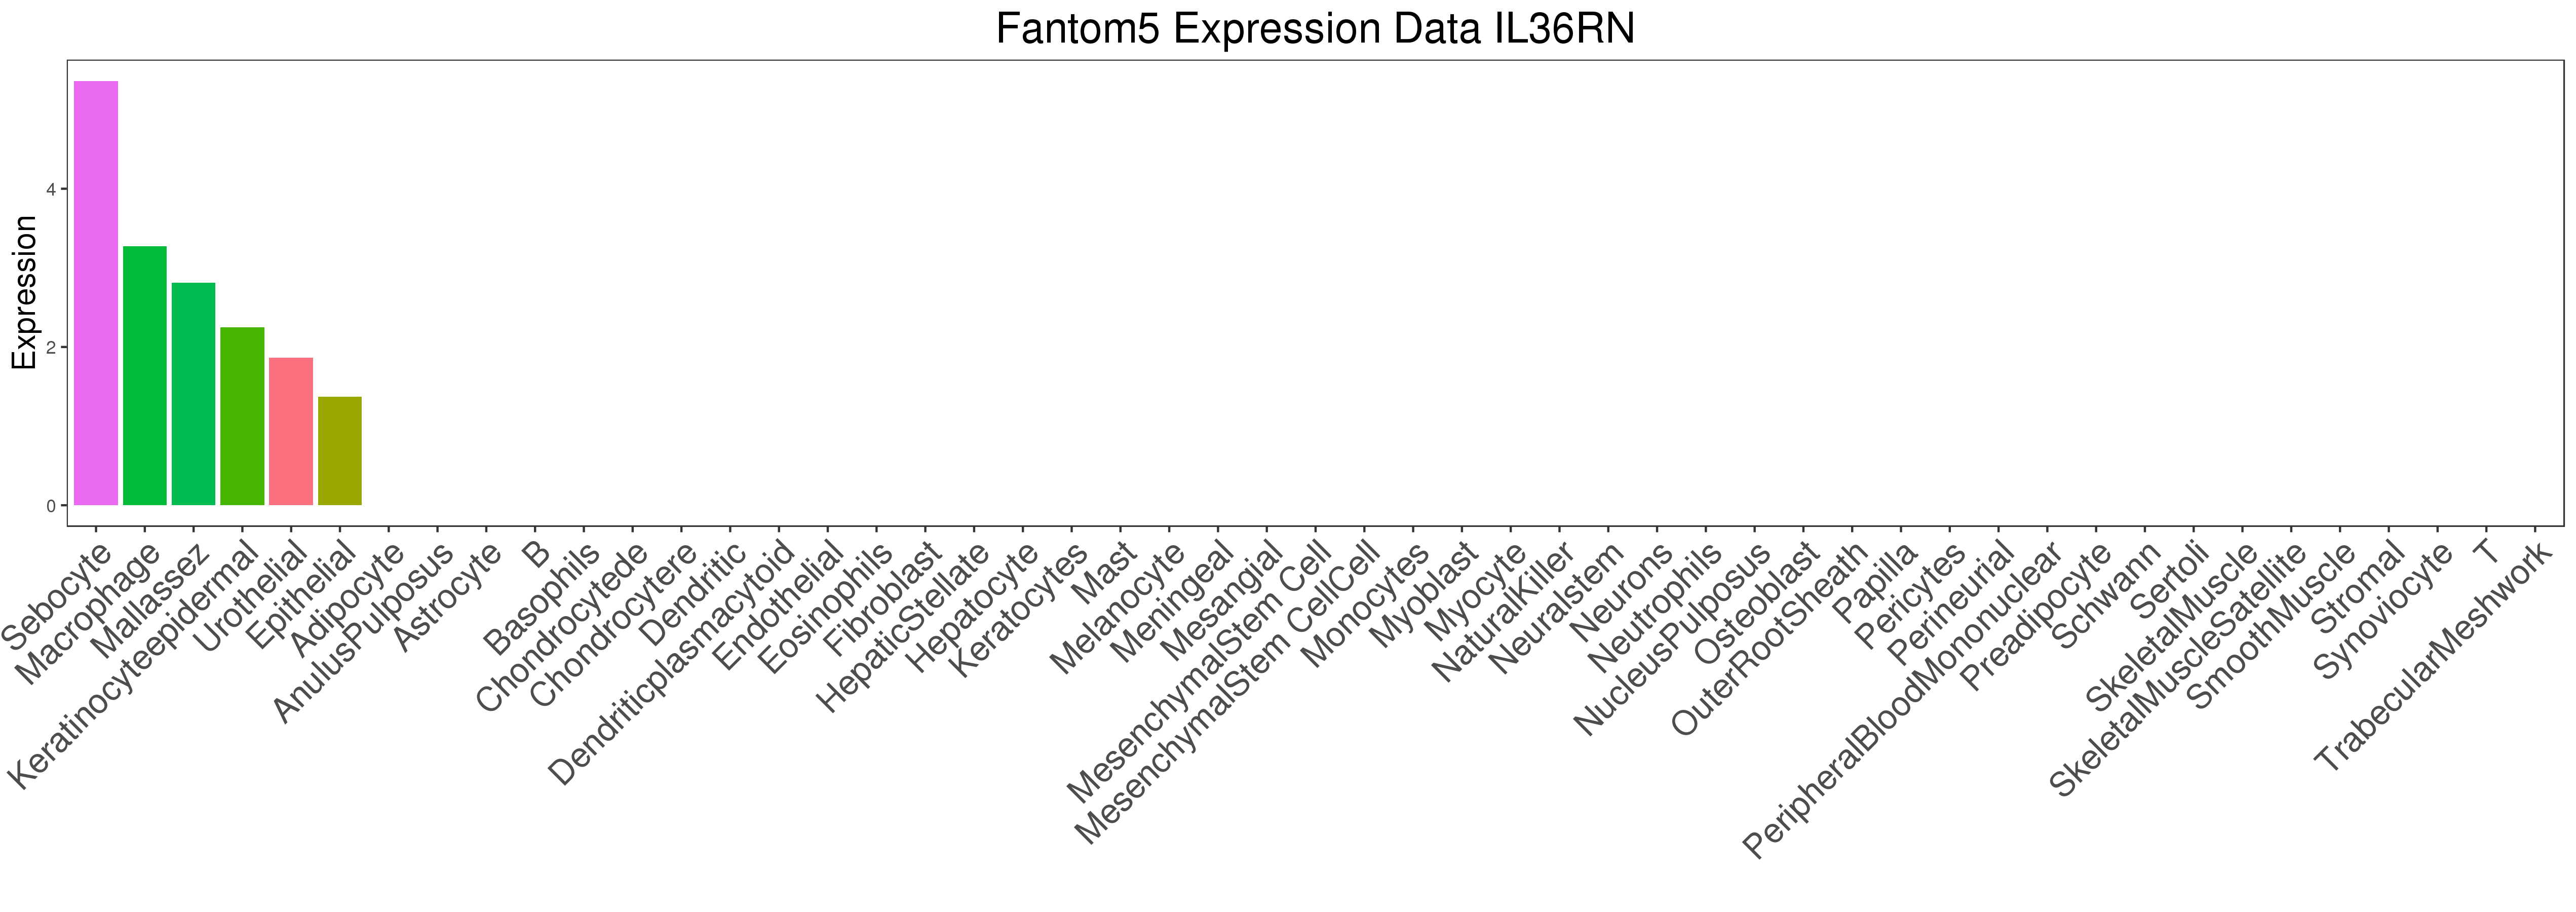 Fantom5 Expression Data IL36RN
Expression
4
2
0
Sebocyte
Macrophage
Mallassez
Keratinocyteepidermal
Urothelial
Epithelial
Adipocyte
AnulusPulposus
Astrocyte
B
Basophils
Chondrocytede
Chondrocytere
Dendritic
Dendriticplasmacytoid
Endothelial
Eosinophils
Fibroblast
HepaticStellate
Hepatocyte
Keratocytes
Mast
Melanocyte
Meningeal
Mesangial
MesenchymalStem Cell
MesenchymalStem CellCell
Monocytes
Myoblast
Myocyte
NaturalKiller
Neuralstem
Neurons
Neutrophils
NucleusPulposus
Osteoblast
OuterRootSheath
Papilla
Pericytes
Perineurial
PeripheralBloodMononuclear
Preadipocyte
Schwann
Sertoli
SkeletalMuscle
SkeletalMuscleSatellite
SmoothMuscle
Stromal
Synoviocyte
T
TrabecularMeshwork